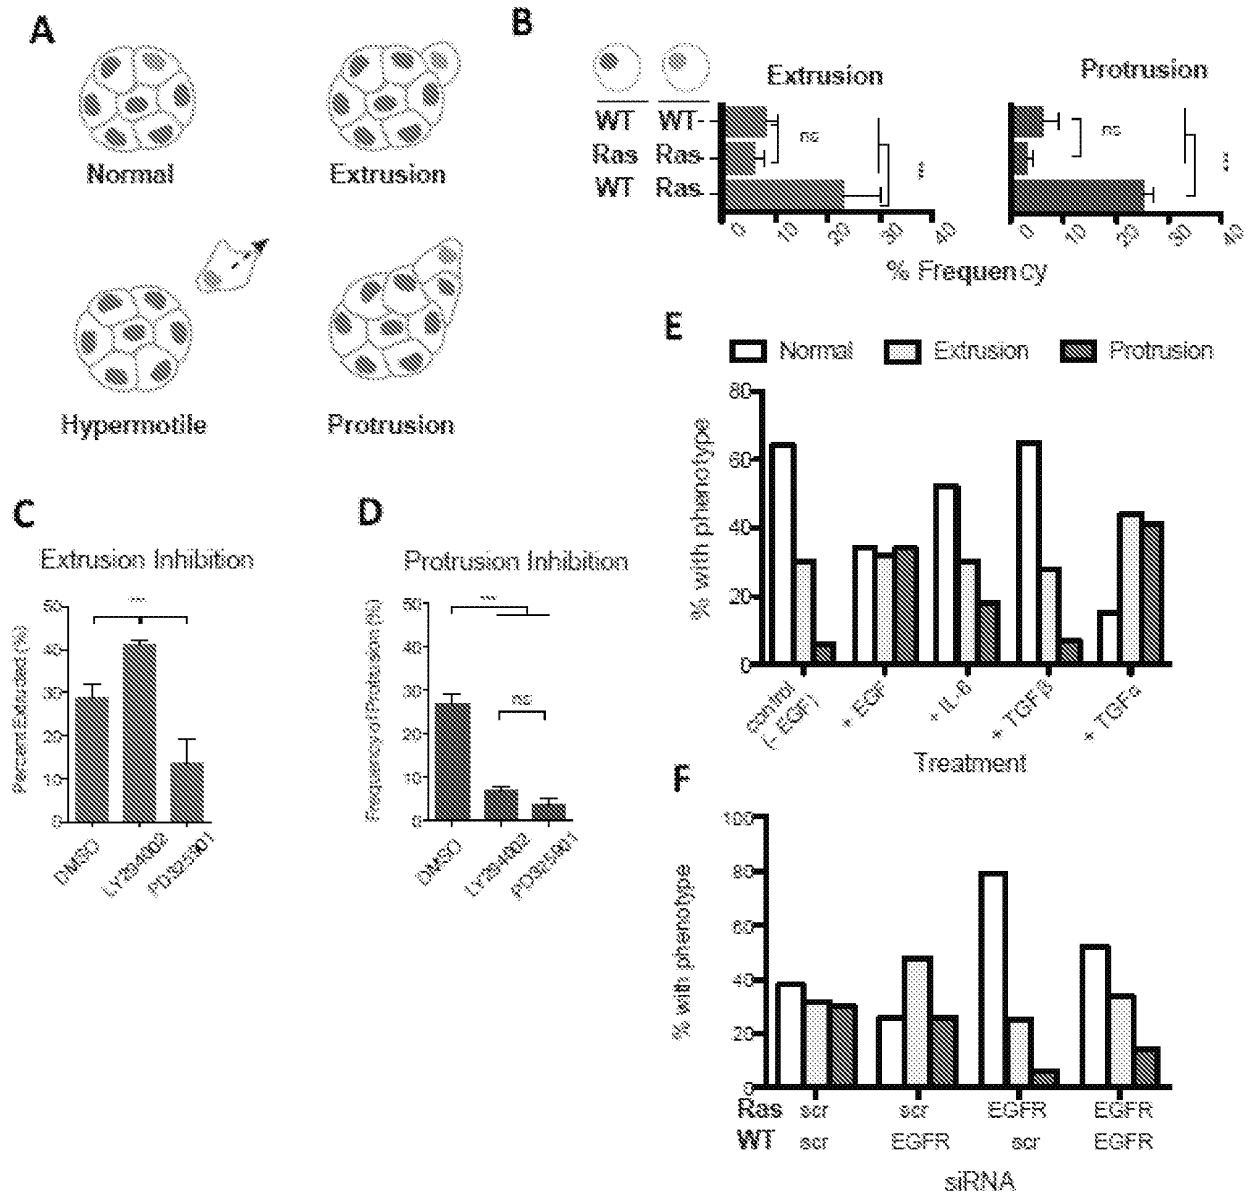 A
Normal
Extrusion
Hypermotile
Protrusion
B
Extrusion
Protrusion
WT WT
Ras Ras
WT Ras
ns
ns
0 10 20 30 40
0 10 20 30 40
% Frequency
C
Extrusion Inhibition
Percent Extruded (%)
50
40
30
20
10
0
DMSO
LY294002
PD325901
D
Protrusion Inhibition
Frequency of Protrusions (%)
50
40
30
20
10
0
ns
DMSO
LY294002
PD325901
E
Normal Extrusion Protrusion
% with phenotype
80
60
40
20
0
control
(- EGF)
+ EGF
+ IL-6
+ TGFβ
+ TGFα
Treatment
F
% with phenotype
100
80
60
40
20
0
Ras scr scr EGFR EGFR
WT scr EGFR scr EGFR
siRNA